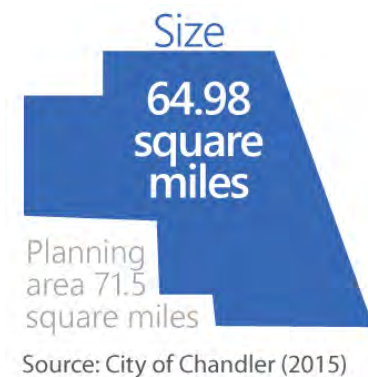 Size
64.98
square
miles
Planning
area 71.5
square miles
Source: City of Chandler (2015)